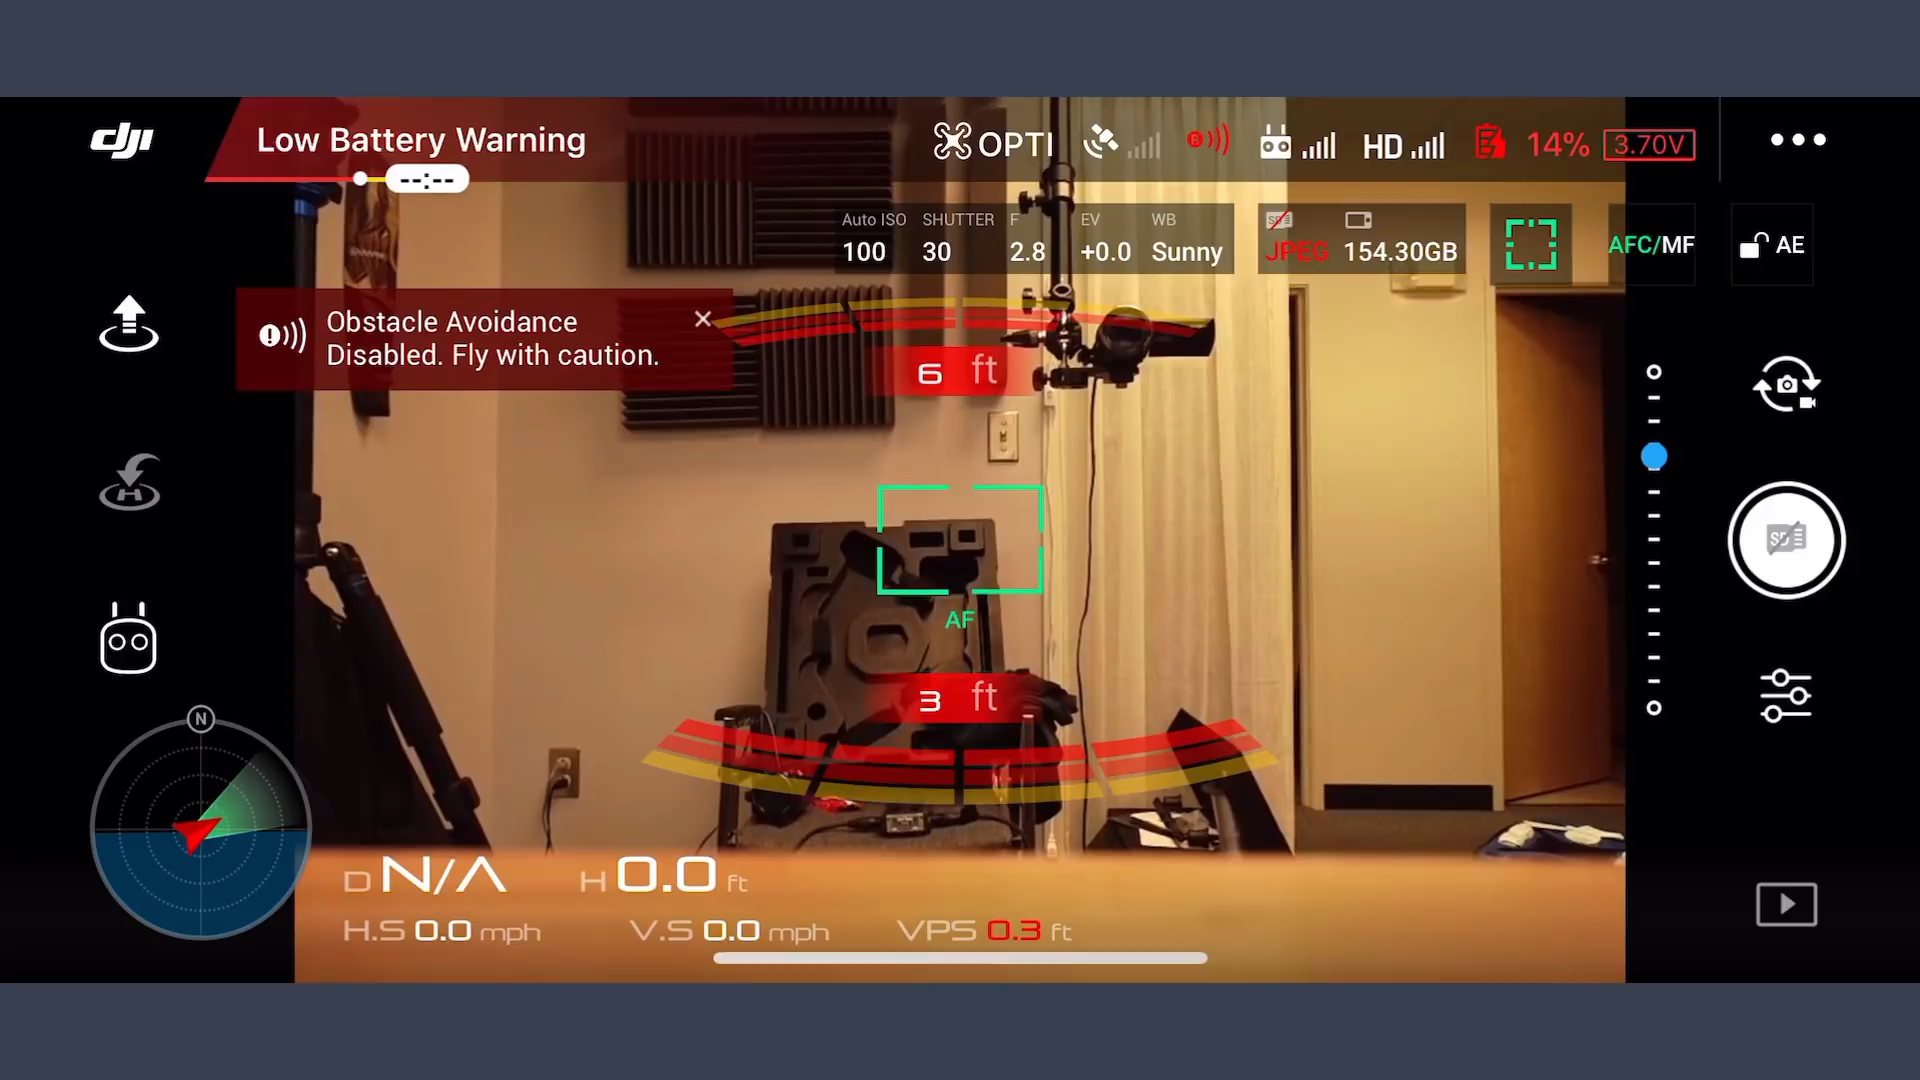 dji
Low Battery Warning
--:--
OPTI
HD
14%
3.70V
Auto ISO SHUTTER F EV WB
100 30 2.8 +0.0 Sunny
SD
JPEG 154.30GB
AFC/MF
AE
Obstacle Avoidance
Disabled. Fly with caution.
6 ft
AF
SD
3 ft
H
N
D N/A H 0.0 ft
H.S 0.0 mph V.S 0.0 mph VPS 0.3 ft